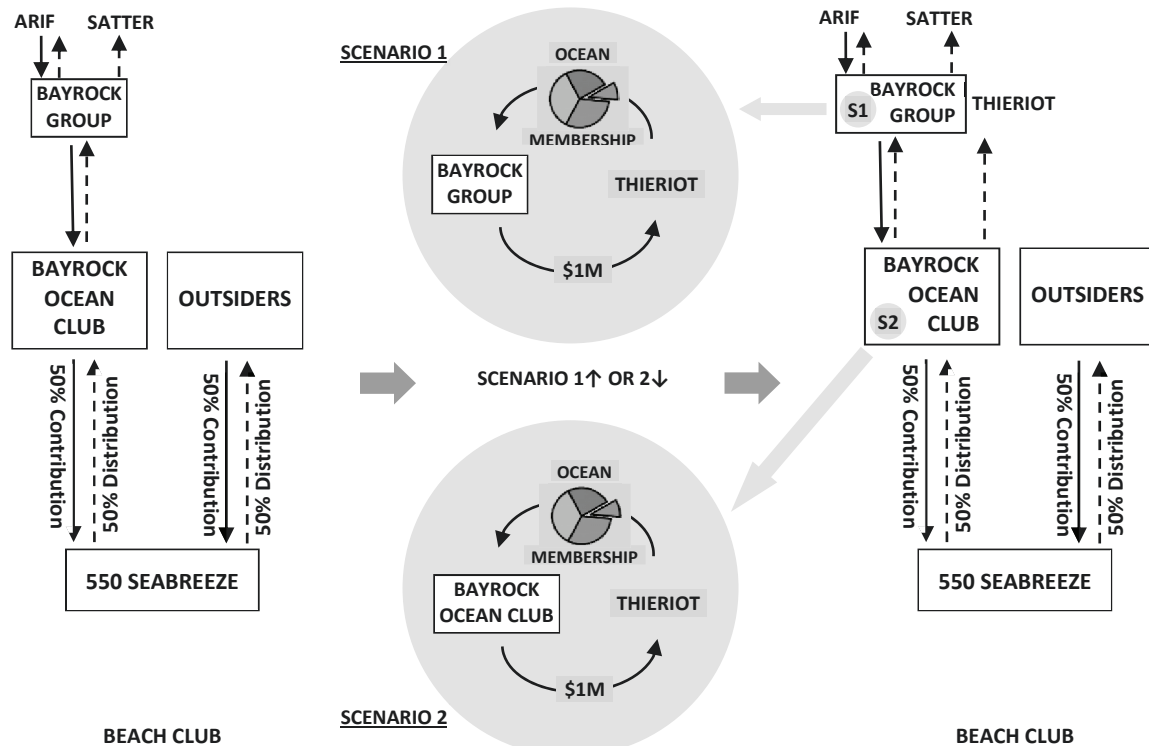 ARIF
SATTER
BAYROCK
GROUP
BAYROCK
OCEAN
CLUB
OUTSIDERS
50% Contribution
50% Distribution
50% Contribution
50% Distribution
550 SEABREEZE
BEACH CLUB
SCENARIO 1
OCEAN
MEMBERSHIP
BAYROCK
GROUP
THIERIOT
$1M
SCENARIO 1↑ OR 2↓
OCEAN
MEMBERSHIP
BAYROCK
OCEAN CLUB
THIERIOT
$1M
SCENARIO 2
ARIF
SATTER
S1
BAYROCK
GROUP
THIERIOT
BAYROCK
OCEAN
CLUB
S2
OUTSIDERS
50% Contribution
50% Distribution
50% Contribution
50% Distribution
550 SEABREEZE
BEACH CLUB